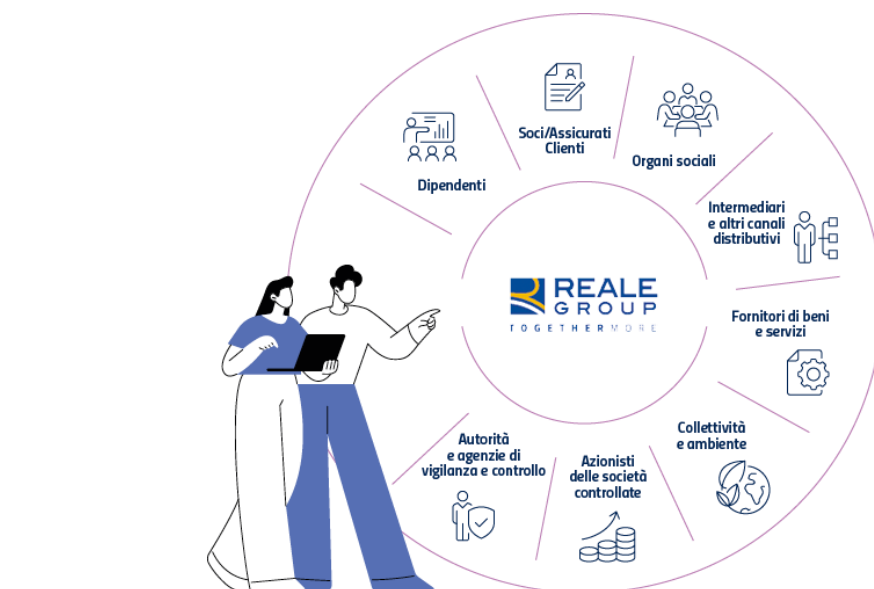 Soci/Assicurati
Clienti
Organi sociali
Dipendenti
Intermediari
e altri canali
distributivi
REALE
GROUP
TOGETHERMORE
Fornitori di beni
e servizi
Collettività
e ambiente
Autorità
e agenzie di
vigilanza e controllo
Azionisti
delle società
controllate